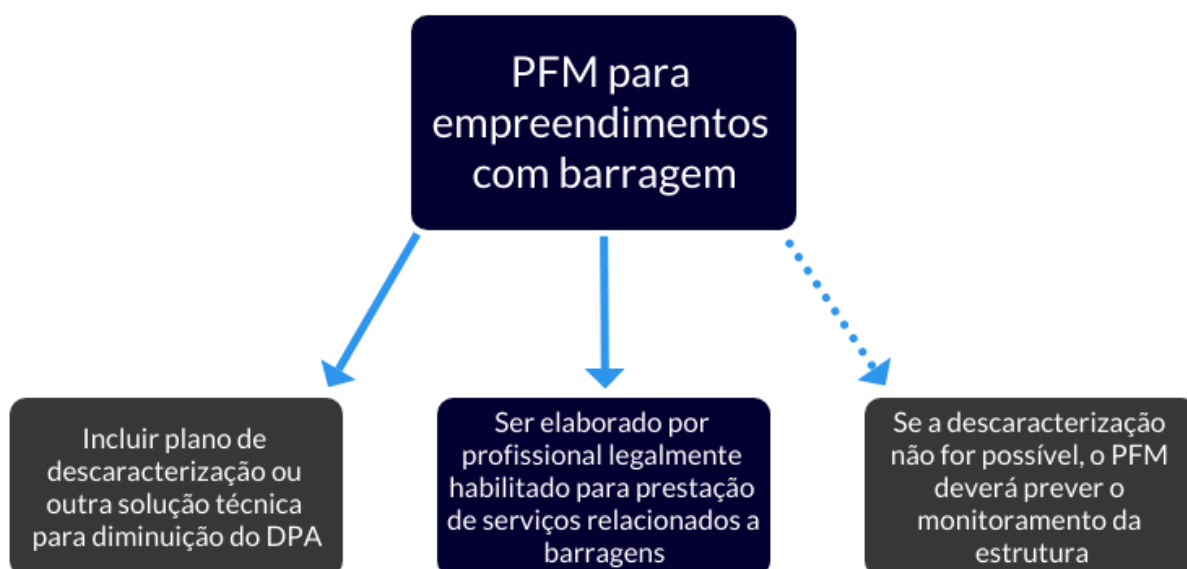 PFM para
empreendimentos
com barragem
Incluir plano de
descaracterização ou
outra solução técnica
para diminuição do DPA
Ser elaborado por
profissional legalmente
habilitado para prestação
de serviços relacionados a
barragens
Se a descaracterização
não for possível, o PFM
deverá prever o
monitoramento da
estrutura